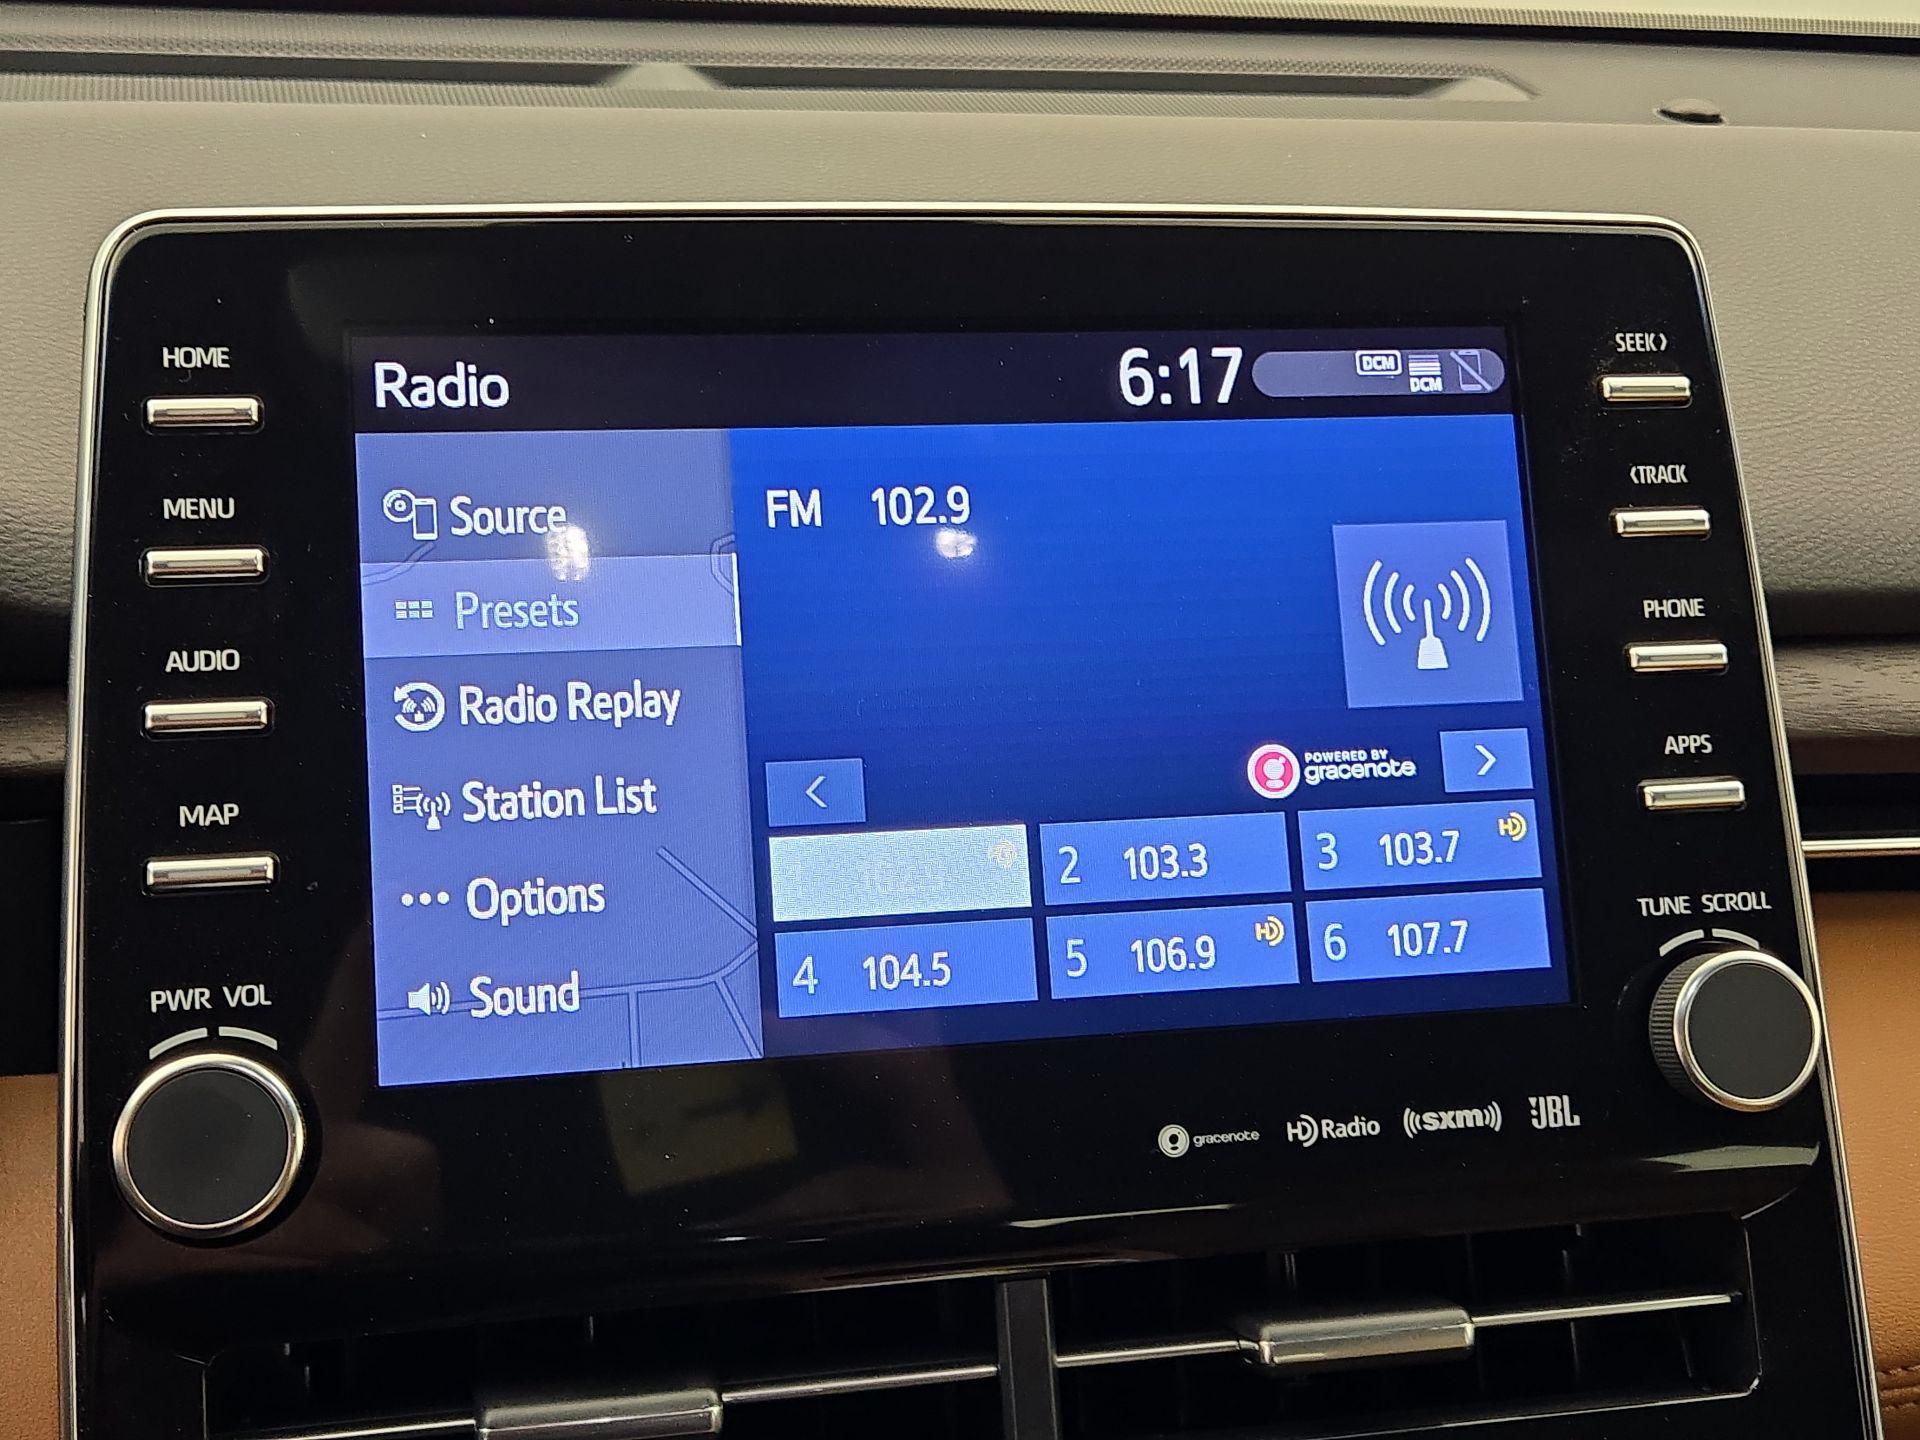 HOME
MENU
AUDIO
MAP
PWR VOL
Radio
6:17
DCM
DCM
Source
Presets
Radio Replay
Station List
Options
Sound
FM 102.9
POWERED BY
gracenote
2 103.3
3 103.7 HD
4 104.5
5 106.9 HD
6 107.7
SEEK
TRACK
PHONE
APPS
TUNE SCROLL
gracenote
HD Radio
sxm
JBL